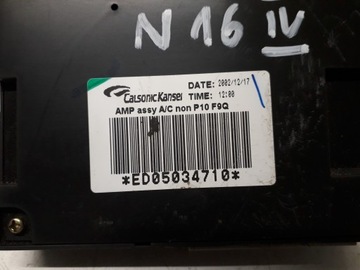 N 16 IV
CalsonicKansei
DATE: 2002/12/17
TIME: 12:00
AMP assy A/C non P10 F9Q
*ED05034710*